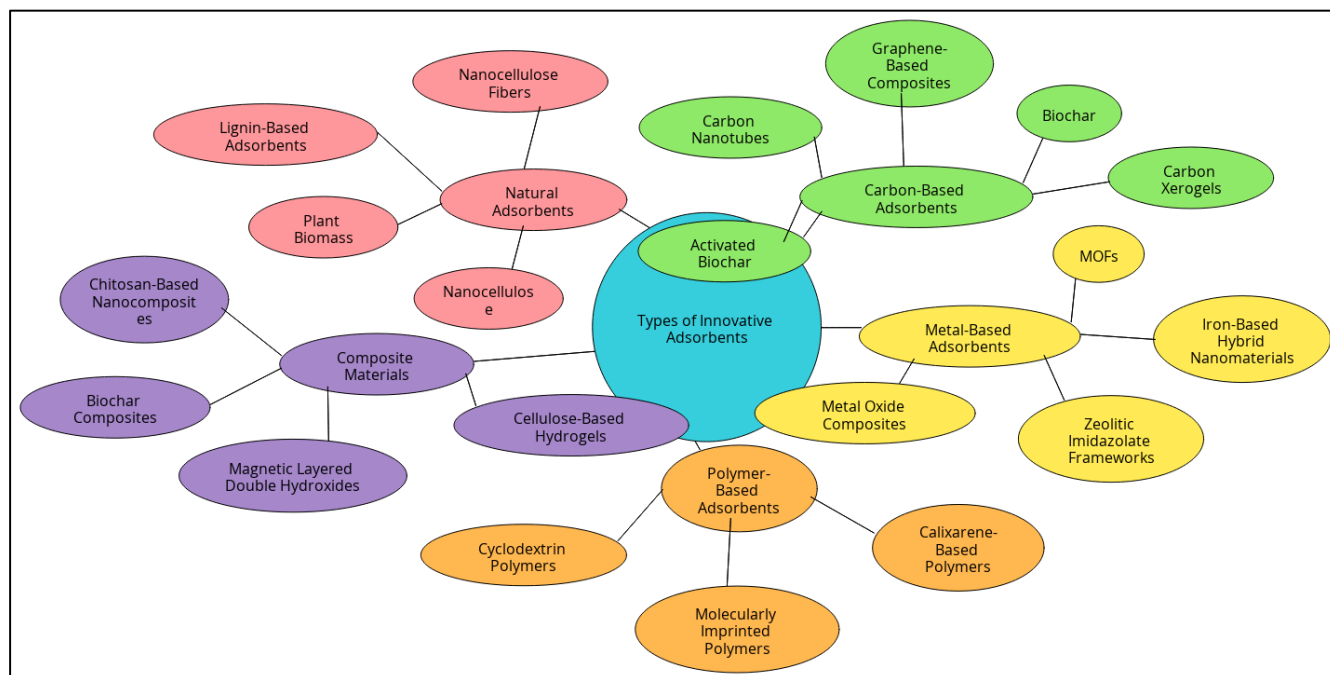 Graphene-
Based
Composites
Nanocellulose
Fibers
Carbon
Nanotubes
Biochar
Lignin-Based
Adsorbents
Carbon
Xerogels
Natural
Adsorbents
Carbon-Based
Adsorbents
Plant
Biomass
Activated
Biochar
MOFs
Chitosan-Based
Nanocomposit
es
Nanocellulos
e
Types of Innovative
Adsorbents
Metal-Based
Adsorbents
Iron-Based
Hybrid
Nanomaterials
Composite
Materials
Biochar
Composites
Cellulose-Based
Hydrogels
Metal Oxide
Composites
Zeolitic
Imidazolate
Frameworks
Magnetic Layered
Double Hydroxides
Polymer-
Based
Adsorbents
Cyclodextrin
Polymers
Calixarene-
Based
Polymers
Molecularly
Imprinted
Polymers